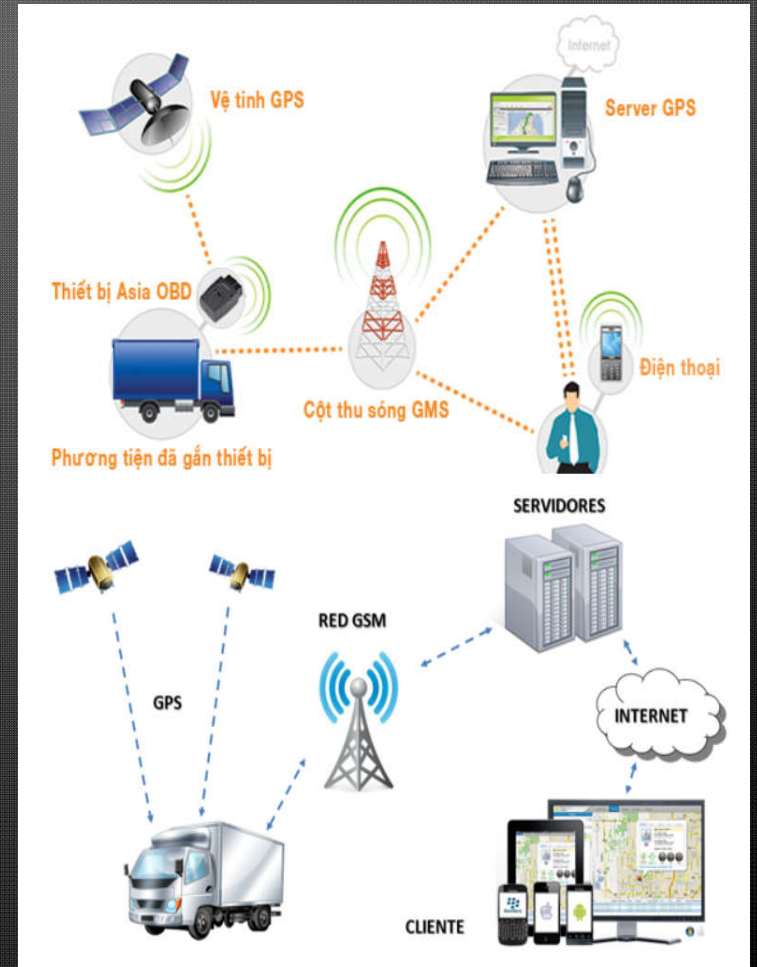 Internet
Vệ tinh GPS
Server GPS
Thiết bị Asia OBD
Điện thoại
Cột thu sóng GMS
Phương tiện đã gắn thiết bị
SERVIDORES
RED GSM
GPS
INTERNET
CLIENTE